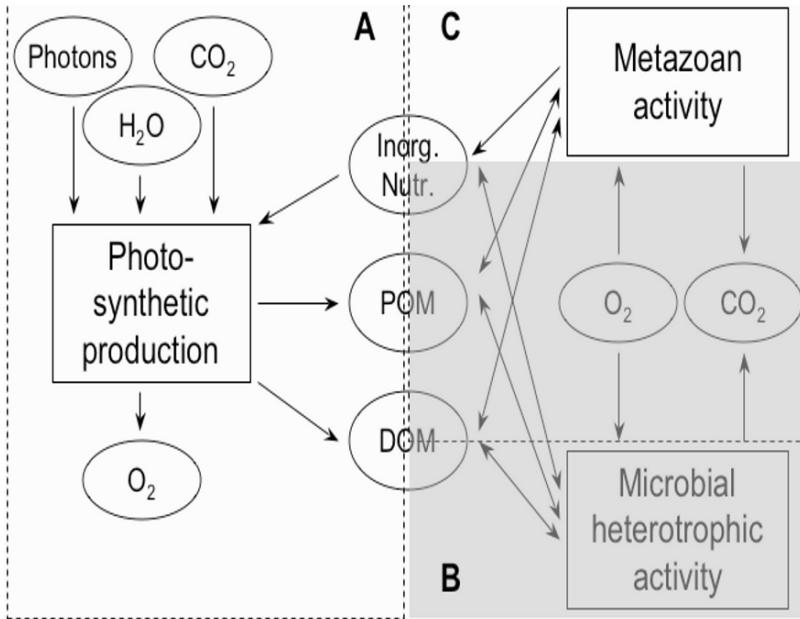 A
C
Photons
CO₂
H₂O
Metazoan
activity
Inorg.
Nutr.
Photo-
synthetic
production
POM
O₂
CO₂
DOM
O₂
Microbial
heterotrophic
activity
B